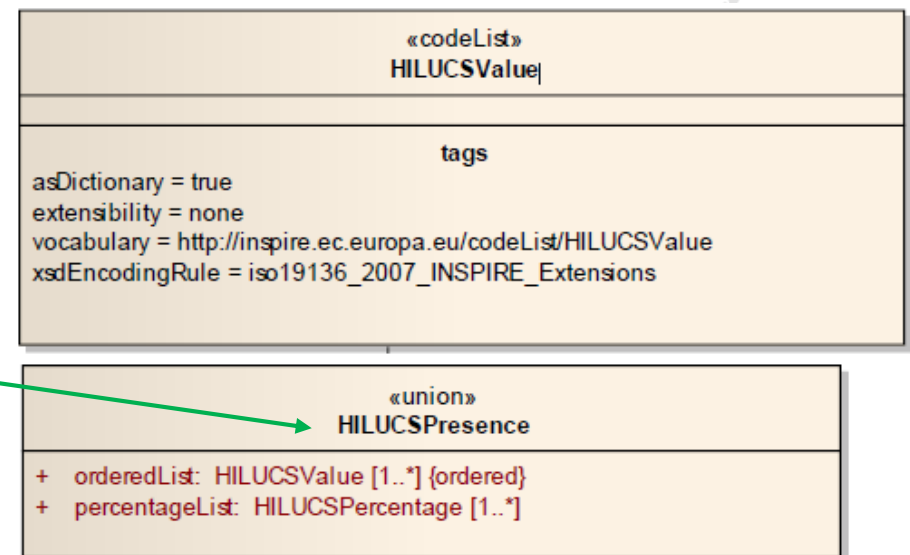 «codeList»
HILUCSValue
tags
asDictionary = true
extensibility = none
vocabulary = http://inspire.ec.europa.eu/codeList/HILUCSValue
xsdEncodingRule = iso19136_2007_INSPIRE_Extensions
«union»
HILUCSPresence
+ orderedList: HILUCSValue [1..*] {ordered}
+ percentageList: HILUCSPercentage [1..*]